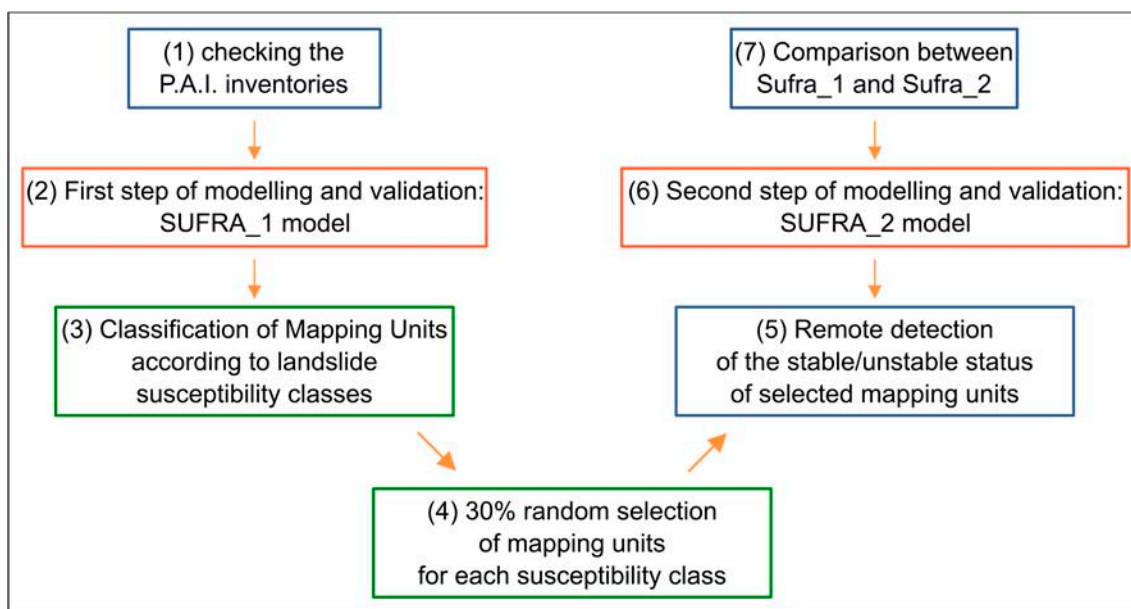 (1) checking the
P.A.I. inventories
(7) Comparison between
Sufra_1 and Sufra_2
(2) First step of modelling and validation:
SUFRA_1 model
(6) Second step of modelling and validation:
SUFRA_2 model
(3) Classification of Mapping Units
according to landslide
susceptibility classes
(5) Remote detection
of the stable/unstable status
of selected mapping units
(4) 30% random selection
of mapping units
for each susceptibility class